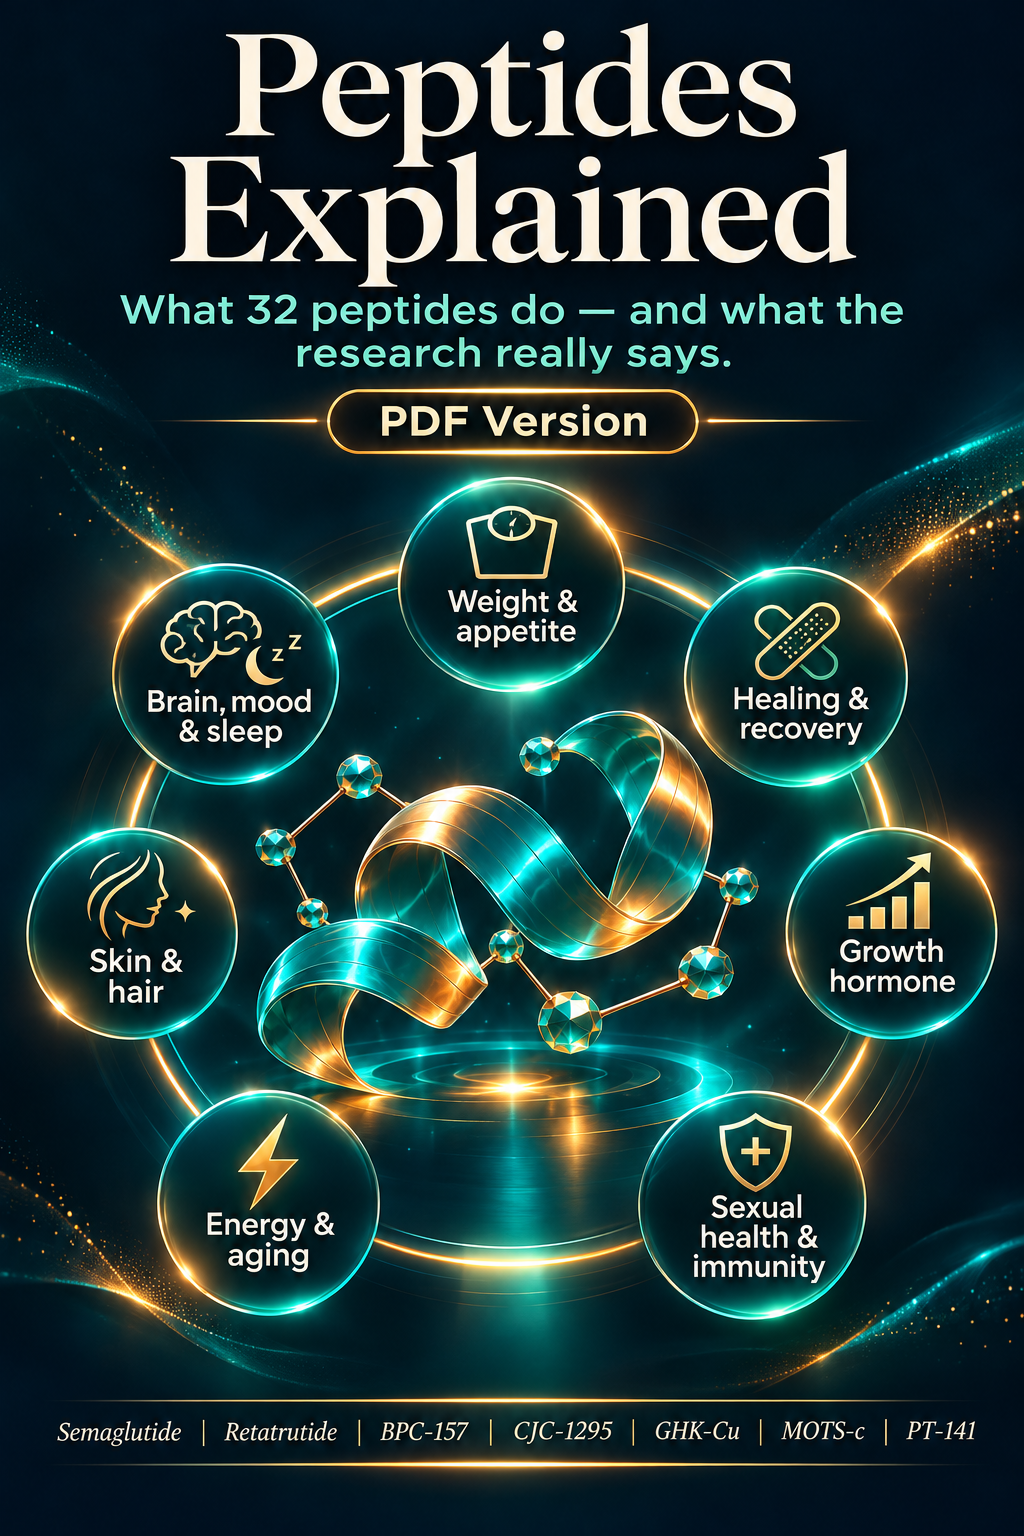 Peptides
Explained
What 32 peptides do — and what the
research really says.
PDF Version
Weight &
appetite
Brain, mood
& sleep
z z
Healing &
recovery
Skin &
hair
Growth
hormone
Energy &
aging
Sexual
health &
immunity
Semaglutide | Retatrutide | BPC-157 | CJC-1295 | GHK-Cu | MOTS-c | PT-141